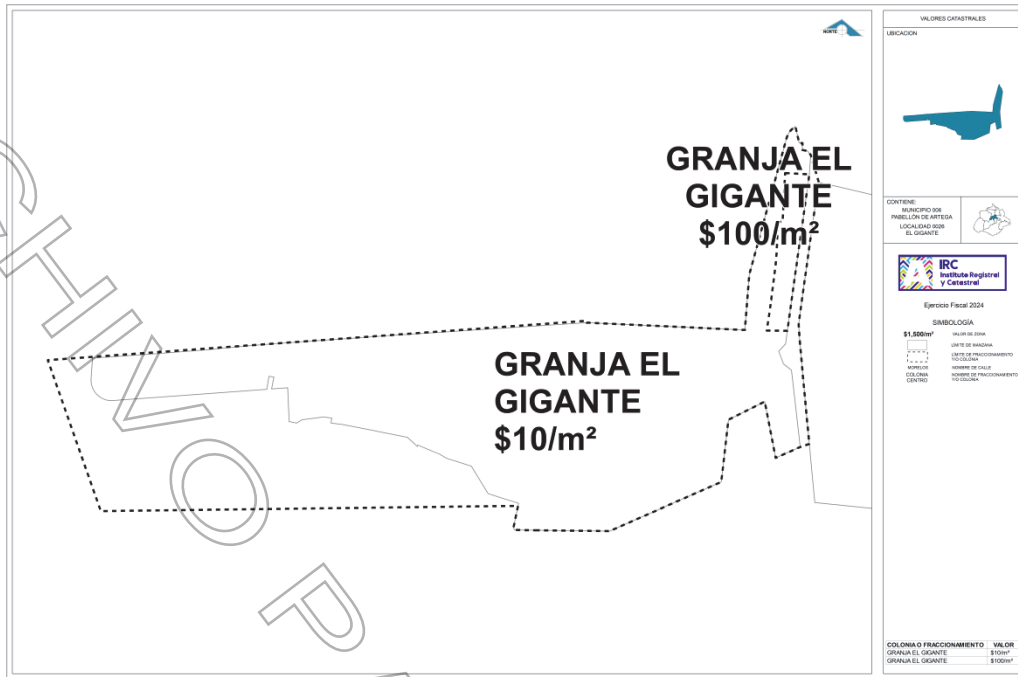 NORTE
GRANJA EL
GIGANTE
$100/m²
GRANJA EL
GIGANTE
$10/m²
CHIVO P
VALORES CATASTRALES
UBICACION
CONTIENE:
MUNICIPIO 006
PABELLÓN DE ARTEGA
LOCALIDAD 0026
EL GIGANTE
IRC
Instituto Registral
y Catastral
Ejercicio Fiscal 2024
SIMBOLOGÍA
$1,500/m² VALOR DE ZONA
LÍMITE DE MANZANA
LÍMITE DE FRACCIONAMIENTO
Y/O COLONIA
MORELOS NOMBRE DE CALLE
COLONIA
CENTRO
NOMBRE DE FRACCIONAMIENTO
Y/O COLONIA
COLONIA O FRACCIONAMIENTO VALOR
GRANJA EL GIGANTE $10/m²
GRANJA EL GIGANTE $100/m²